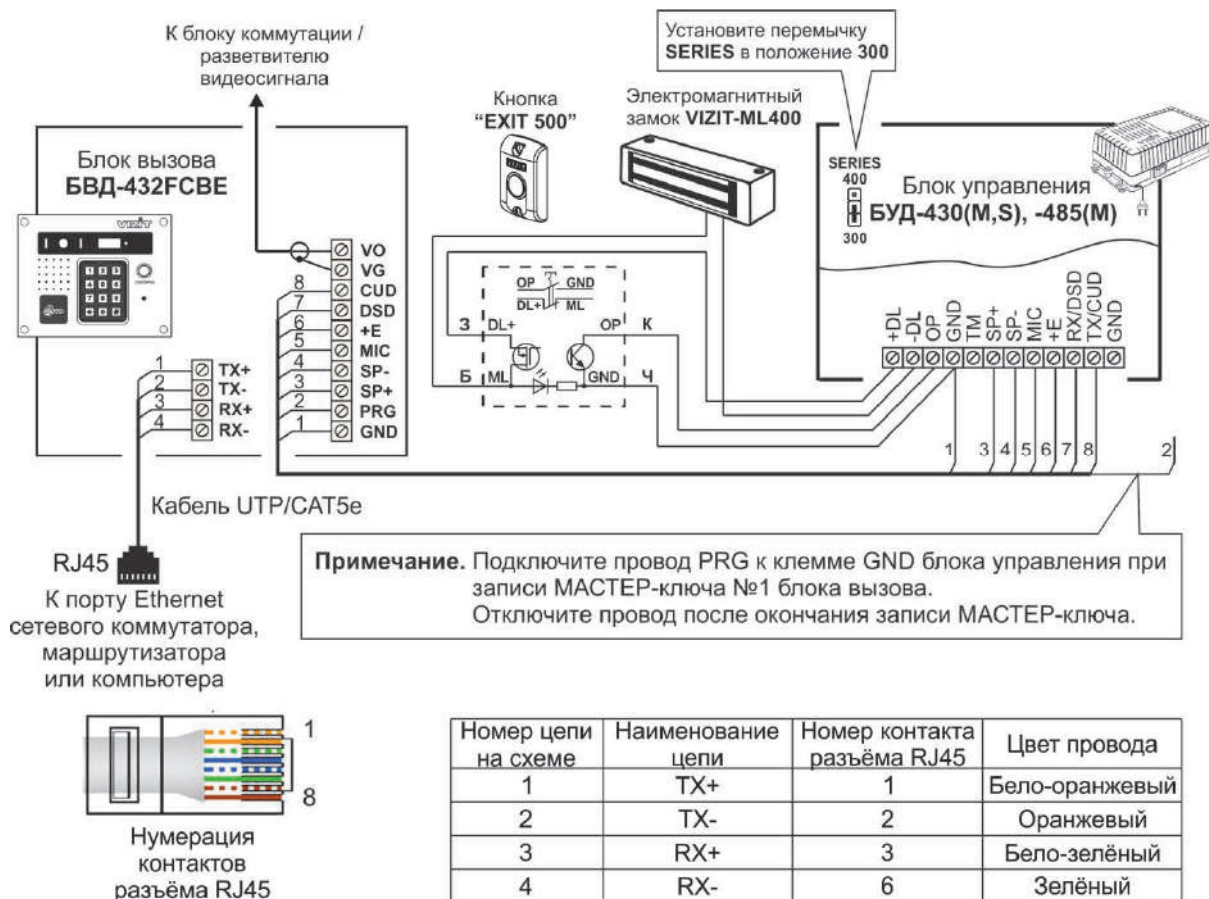 К блоку коммутации /
разветвителю
видеосигнала
Блок вызова
БВД-432FCBE
VIZIT
VO
VG
8 CUD
7 DSD
6 +E
5 MIC
4 SP-
3 SP+
2 PRG
1 GND
1 TX+
2 TX-
3 RX+
4 RX-
Кабель UTP/CAT5e
RJ45
К порту Ethernet
сетевого коммутатора,
маршрутизатора
или компьютера
Кнопка
“EXIT 500”
Электромагнитный
замок VIZIT-ML400
Установите перемычку
SERIES в положение 300
SERIES
400
300
Блок управления
БУД-430(M,S), -485(M)
OP GND
DL+ ML
З DL+ OP К
Б ML GND Ч
+DL
-DL
OP
GND
TM
SP+
SP-
MIC
+E
RX/DSD
TX/CUD
GND
1 3 4 5 6 7 8 2
Примечание. Подключите провод PRG к клемме GND блока управления при
записи МАСТЕР-ключа №1 блока вызова.
Отключите провод после окончания записи МАСТЕР-ключа.
1
8
Нумерация
контактов
разъёма RJ45
Номер цепи на схеме Наименование цепи Номер контакта разъёма RJ45 Цвет провода
1 TX+ 1 Бело-оранжевый
2 TX- 2 Оранжевый
3 RX+ 3 Бело-зелёный
4 RX- 6 Зелёный